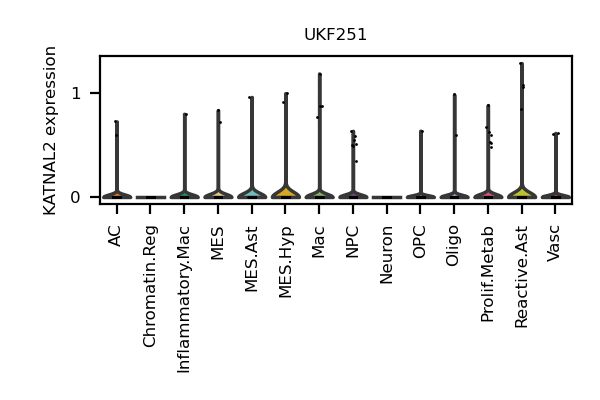 UKF251
KATNAL2 expression
1
0
AC
Chromatin.Reg
Inflammatory.Mac
MES
MES.Ast
MES.Hyp
Mac
NPC
Neuron
OPC
Oligo
Prolif.Metab
Reactive.Ast
Vasc